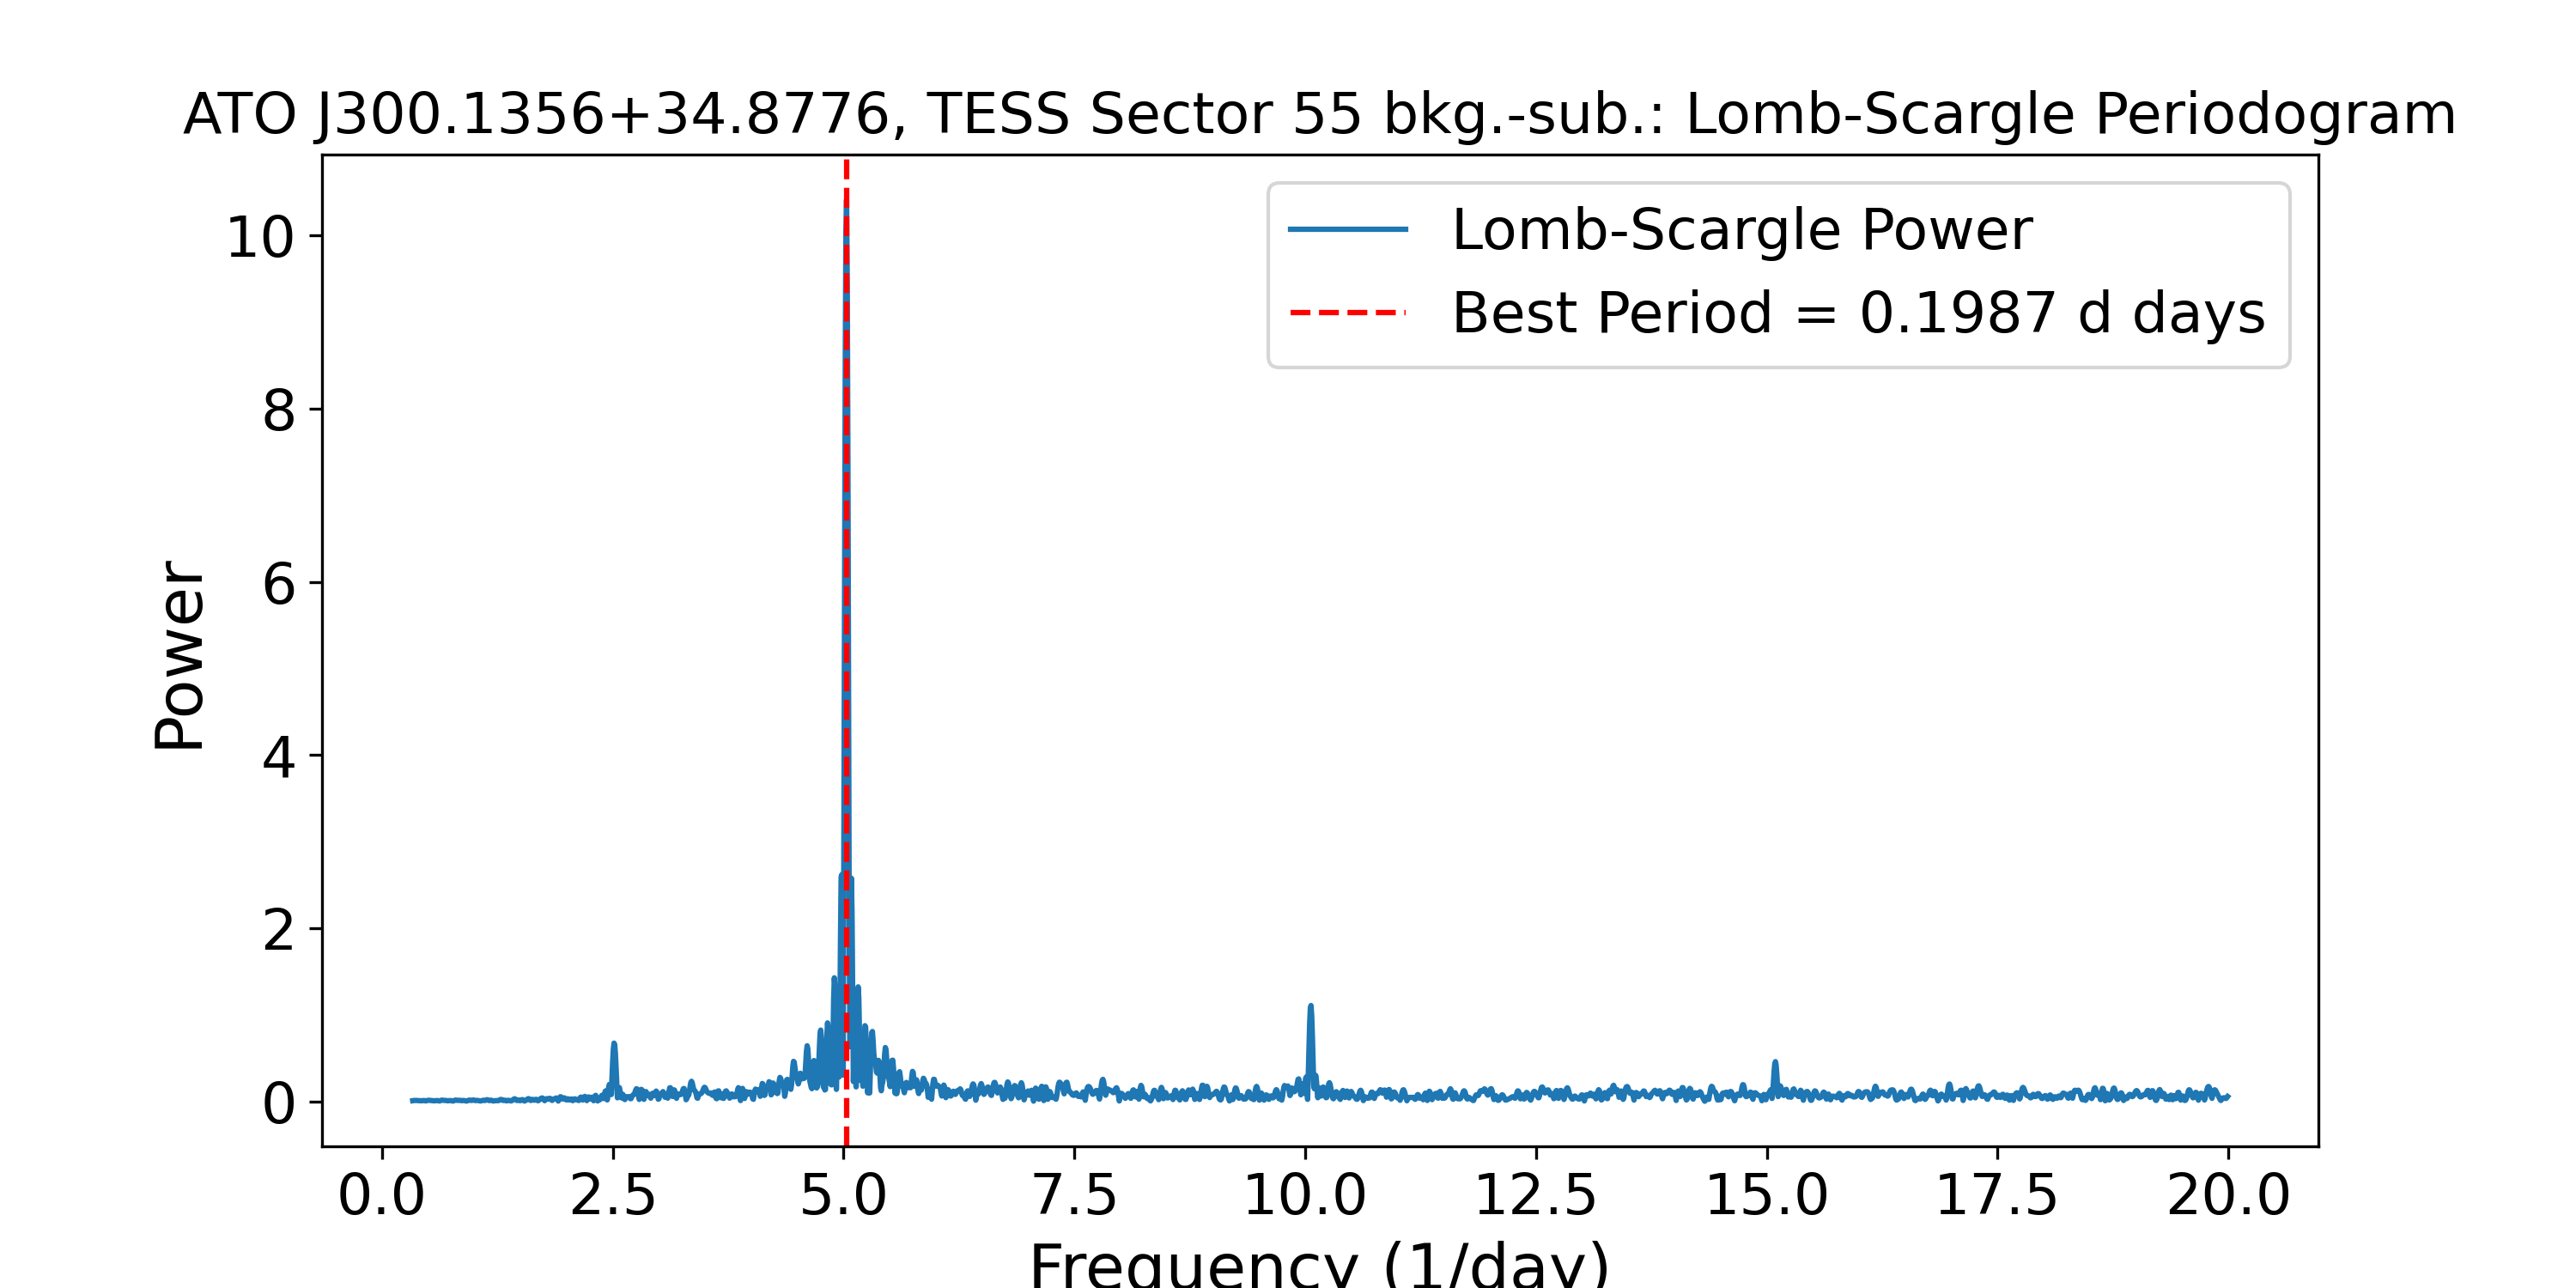 ATO J300.1356+34.8776, TESS Sector 55 bkg.-sub.: Lomb-Scargle Periodogram
Lomb-Scargle Power
Best Period = 0.1987 d days
Power
10
8
6
4
2
0
0.0 2.5 5.0 7.5 10.0 12.5 15.0 17.5 20.0
Frequency (1/day)